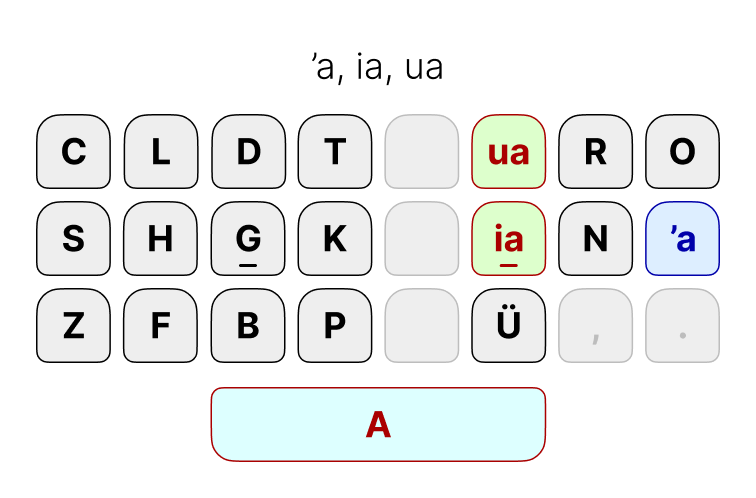 ’a, ia, ua
C L D T ua R O
S H G K ia N ’a
Z F B P Ü , .
A